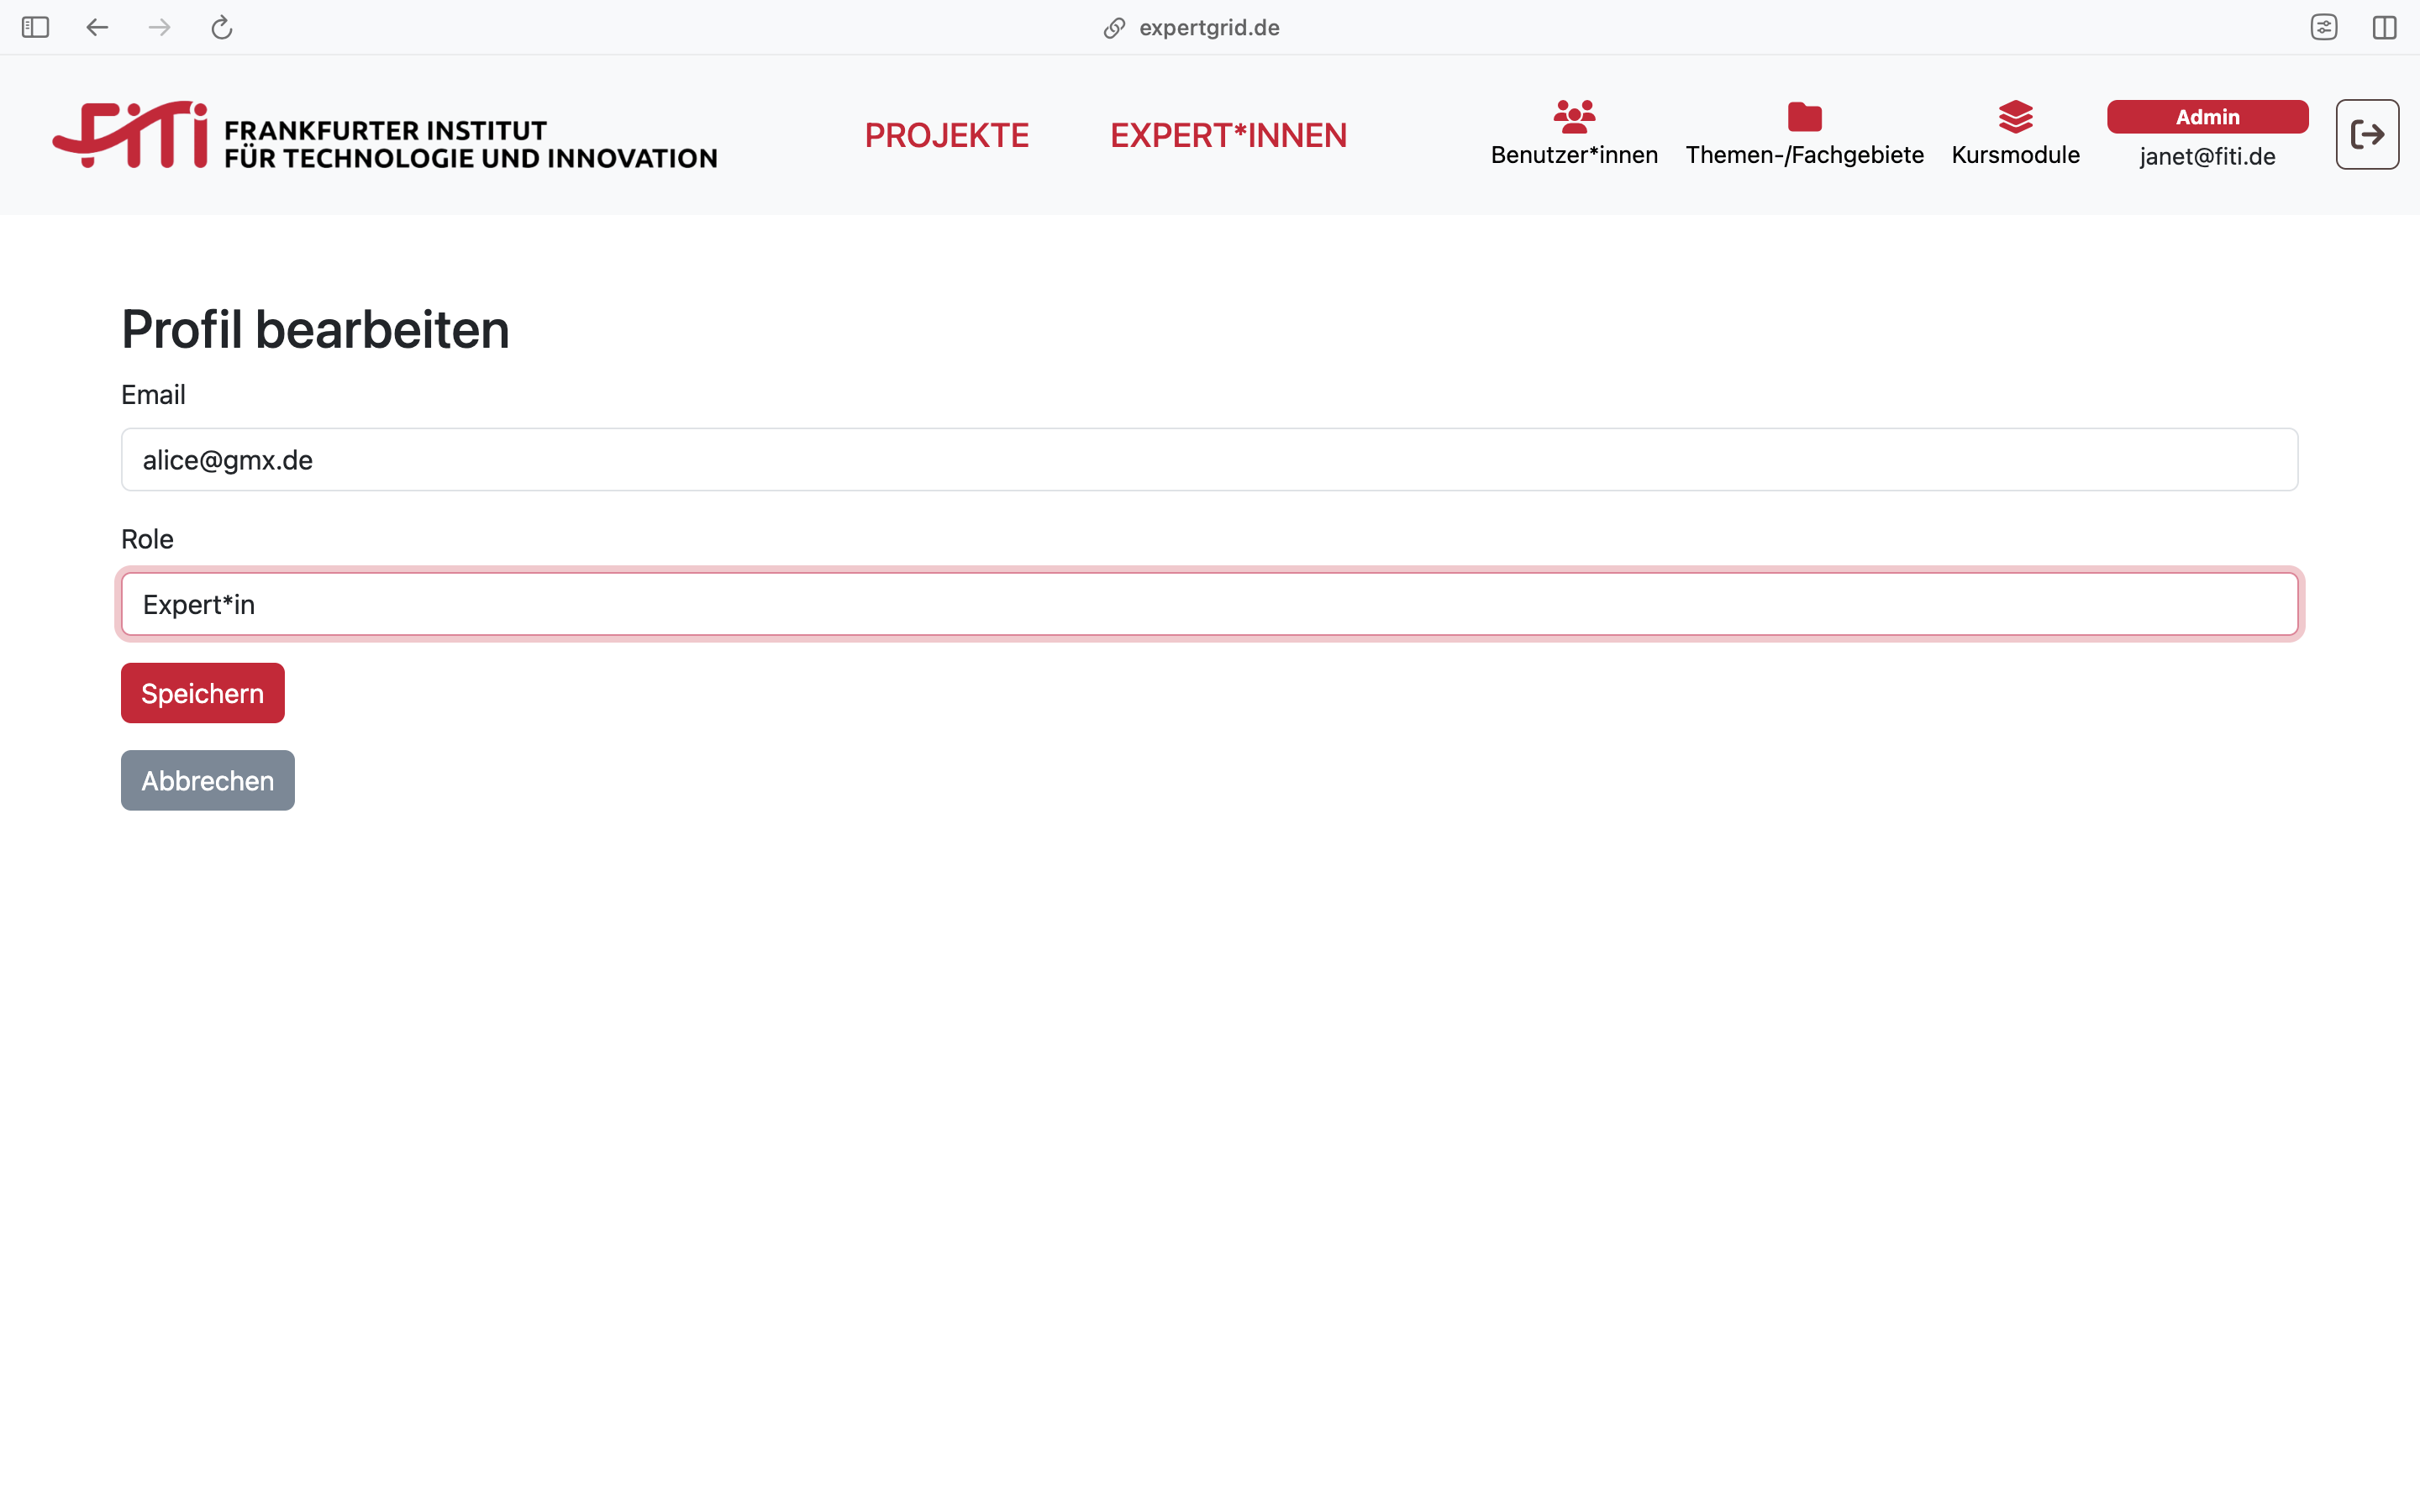 expertgrid.de
FiTi FRANKFURTER INSTITUT
FÜR TECHNOLOGIE UND INNOVATION
PROJEKTE
EXPERT*INNEN
Benutzer*innen
Themen-/Fachgebiete
Kursmodule
Admin
janet@fiti.de
Profil bearbeiten
Email
alice@gmx.de
Role
Expert*in
Speichern
Abbrechen